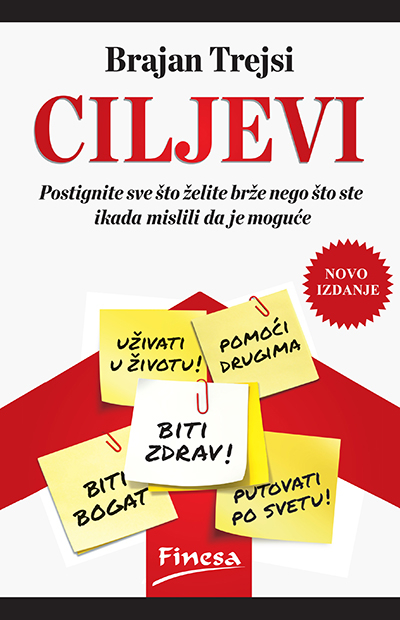 Brajan Trejsi
CILJEVI
Postignite sve što želite brže nego što ste
ikada mislili da je moguće
NOVO
IZDANJE
UŽIVATI
U ŽIVOTU!
POMOĆI
DRUGIMA
BITI
ZDRAV!
BITI
BOGAT
PUTOVATI
PO SVETU!
Finesa